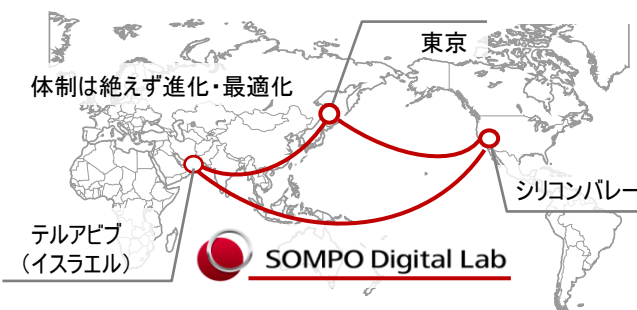 東京
体制は絶えず進化・最適化
シリコンバレー
テルアビブ
（イスラエル）
SOMPO Digital Lab